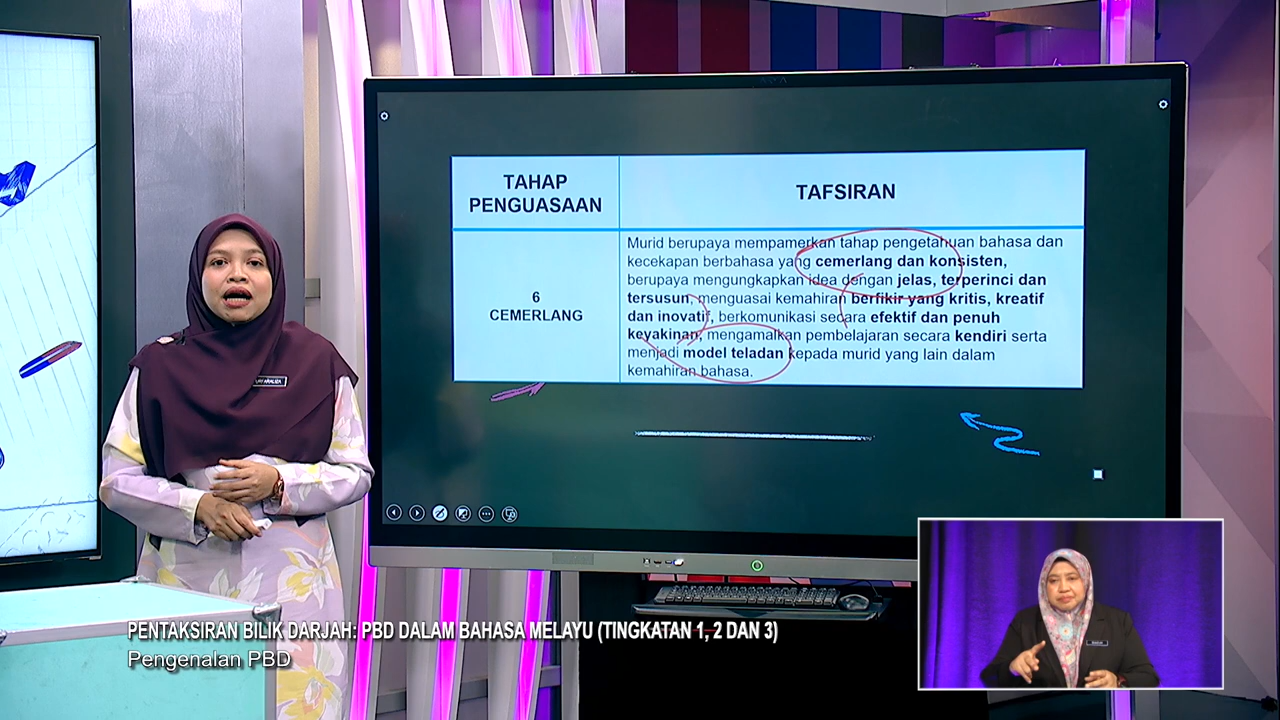 TAHAP
PENGUASAAN
TAFSIRAN
6
CEMERLANG
Murid berupaya mempamerkan tahap pengetahuan bahasa dan
kecekapan berbahasa yang cemerlang dan konsisten,
berupaya mengungkapkan idea dengan jelas, terperinci dan
tersusun, menguasai kemahiran berfikir yang kritis, kreatif
dan inovatif, berkomunikasi secara efektif dan penuh
keyakinan, mengamalkan pembelajaran secara kendiri serta
menjadi model teladan kepada murid yang lain dalam
kemahiran bahasa.
PENTAKSIRAN BILIK DARJAH: PBD DALAM BAHASA MELAYU (TINGKATAN 1, 2 DAN 3)
Pengenalan PBD